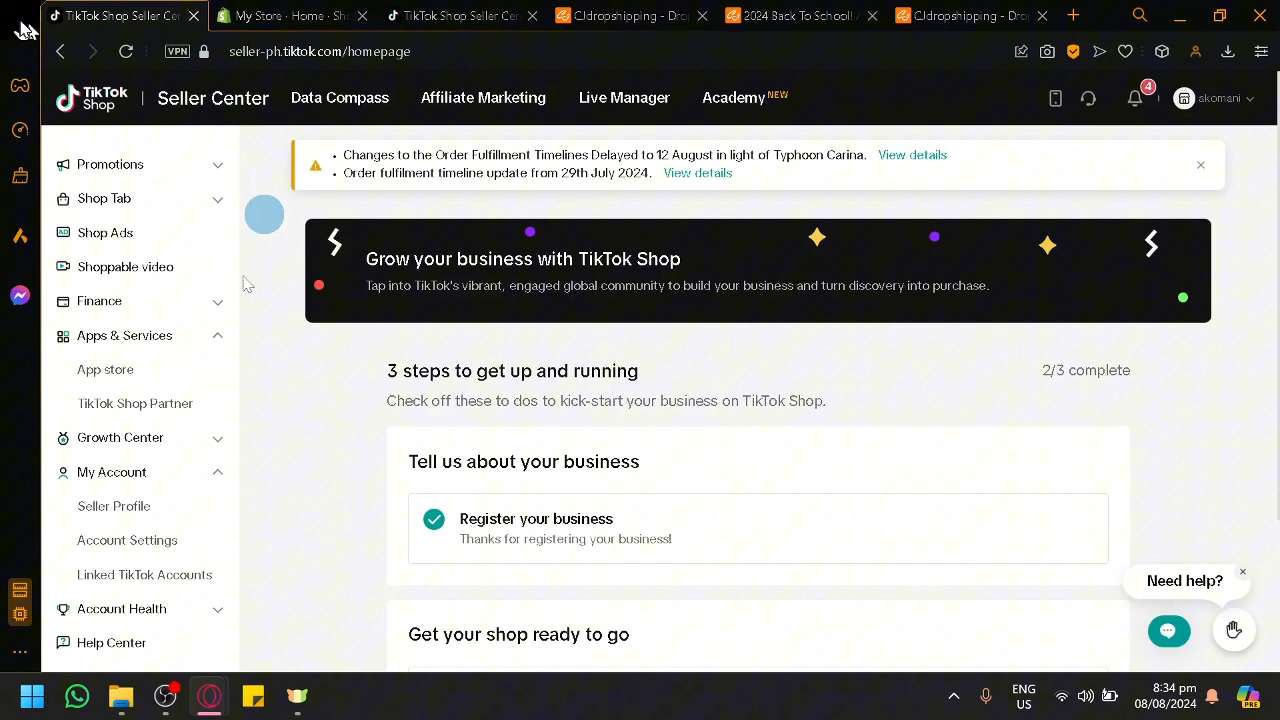 TikTok Shop Seller Cer
My Store · Home · Sh
TikTok Shop Seller Cer
CJdropshipping - Drop
2024 Back To School! /
CJdropshipping - Drop
VPN
seller-ph.tiktok.com/homepage
TikTok
Shop
Seller Center
Data Compass
Affiliate Marketing
Live Manager
Academy NEW
4
akomani
Promotions
Shop Tab
AD
Shop Ads
Shoppable video
Finance
Apps & Services
App store
TikTok Shop Partner
Growth Center
My Account
Seller Profile
Account Settings
Linked TikTok Accounts
Account Health
Help Center
• Changes to the Order Fulfillment Timelines Delayed to 12 August in light of Typhoon Carina. View details
• Order fulfilment timeline update from 29th July 2024. View details
Grow your business with TikTok Shop
Tap into TikTok's vibrant, engaged global community to build your business and turn discovery into purchase.
3 steps to get up and running
2/3 complete
Check off these to dos to kick-start your business on TikTok Shop.
Tell us about your business
Register your business
Thanks for registering your business!
Get your shop ready to go
Need help?
ENG
US
8:34 pm
08/08/2024
PRE